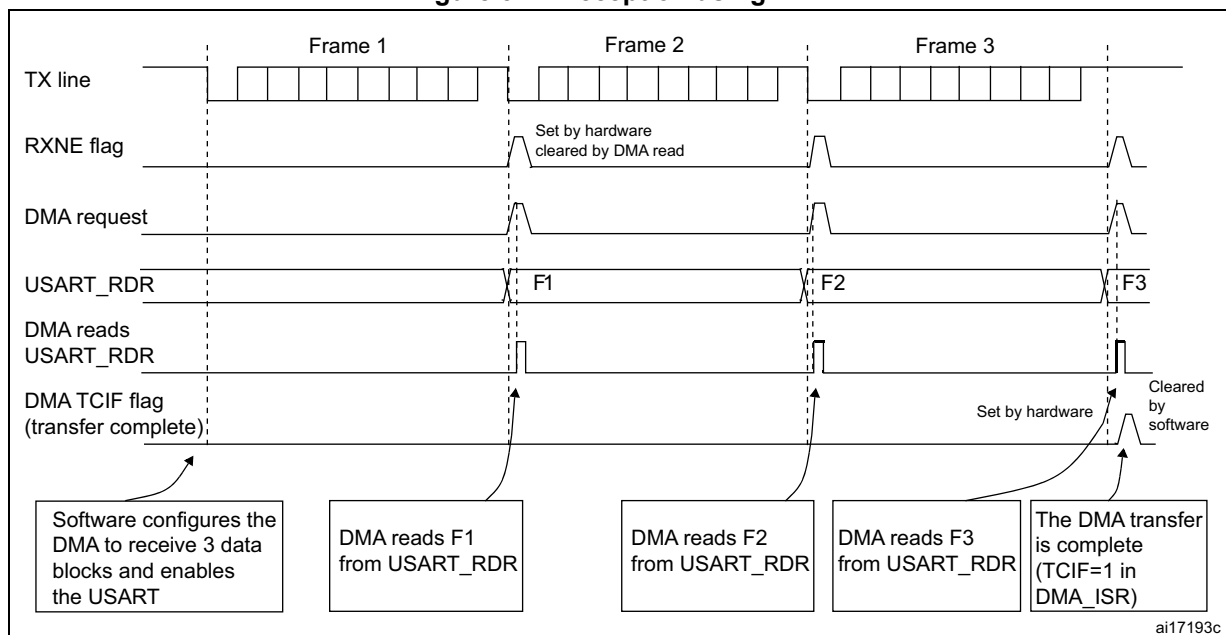 Frame 1
Frame 2
Frame 3
TX line
RXNE flag
Set by hardware
cleared by DMA read
DMA request
USART_RDR
F1
F2
F3
DMA reads
USART_RDR
DMA TCIF flag
(transfer complete)
Set by hardware
Cleared
by
software
Software configures the
DMA to receive 3 data
blocks and enables
the USART
DMA reads F1
from USART_RDR
DMA reads F2
from USART_RDR
DMA reads F3
from USART_RDR
The DMA transfer
is complete
(TCIF=1 in
DMA_ISR)
ai17193c